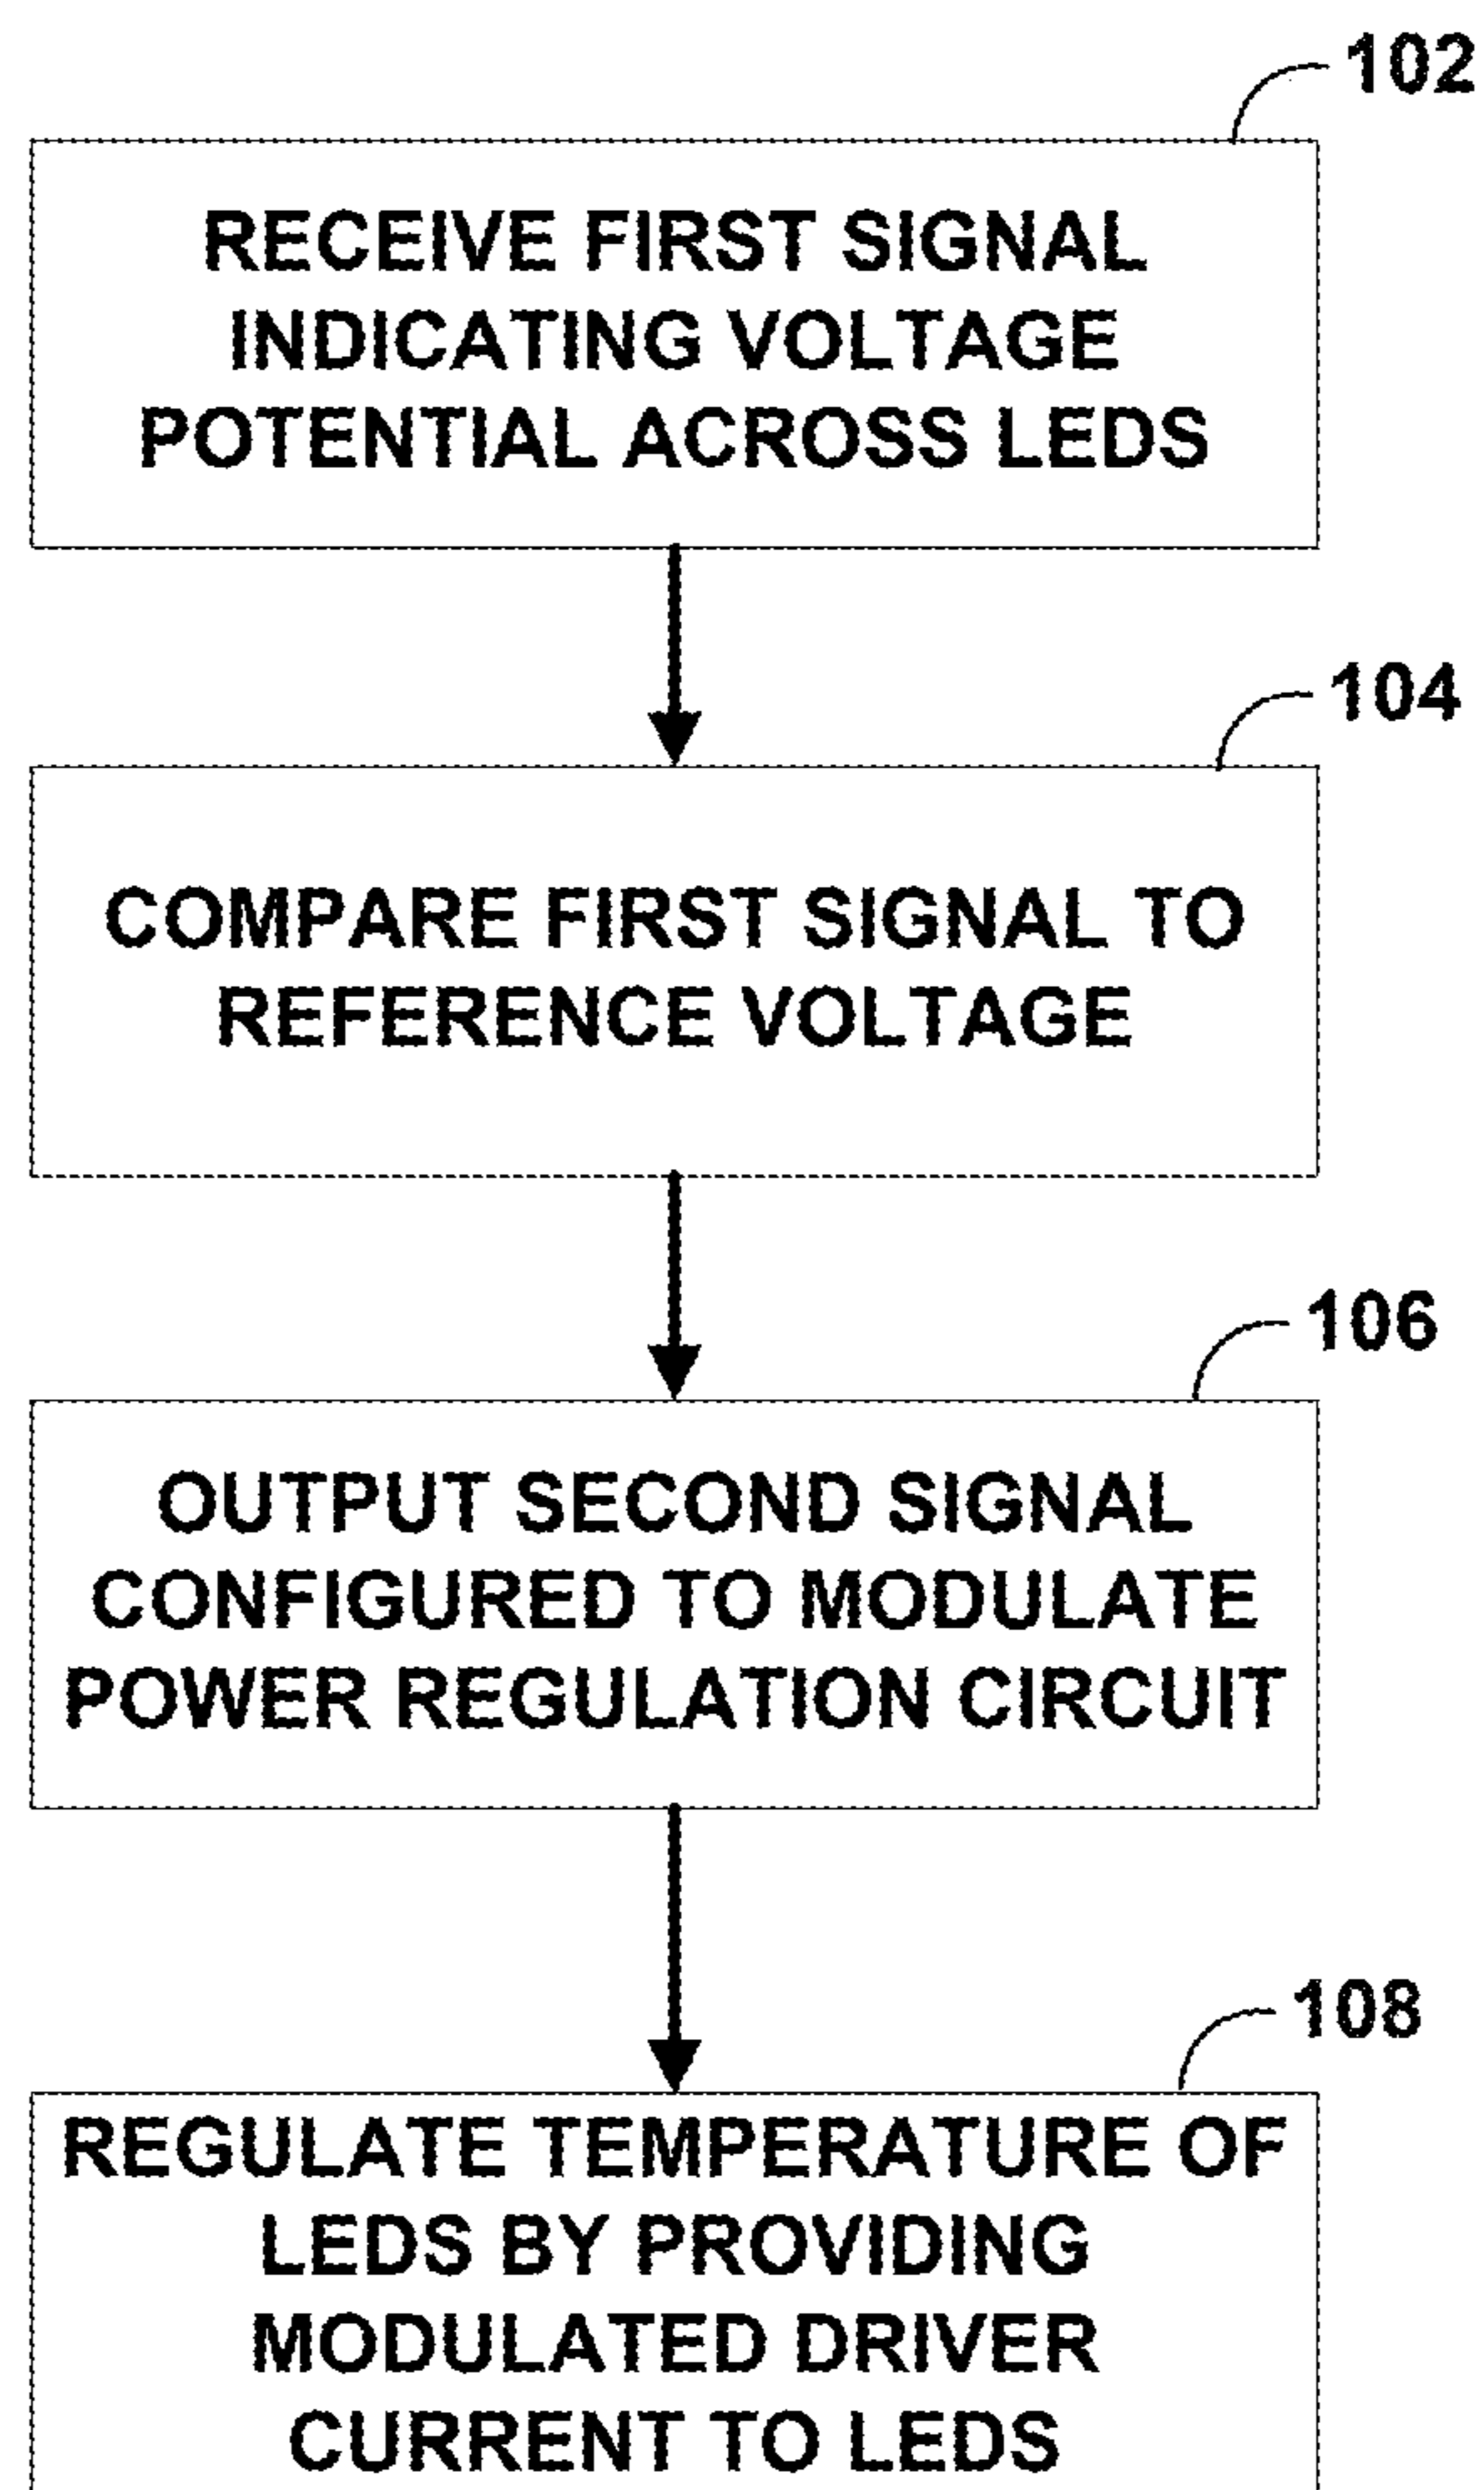 102
RECEIVE FIRST SIGNAL
INDICATING VOLTAGE
POTENTIAL ACROSS LEDS
104
COMPARE FIRST SIGNAL TO
REFERENCE VOLTAGE
106
OUTPUT SECOND SIGNAL
CONFIGURED TO MODULATE
POWER REGULATION CIRCUIT
108
REGULATE TEMPERATURE OF
LEDS BY PROVIDING
MODULATED DRIVER
CURRENT TO LEDS